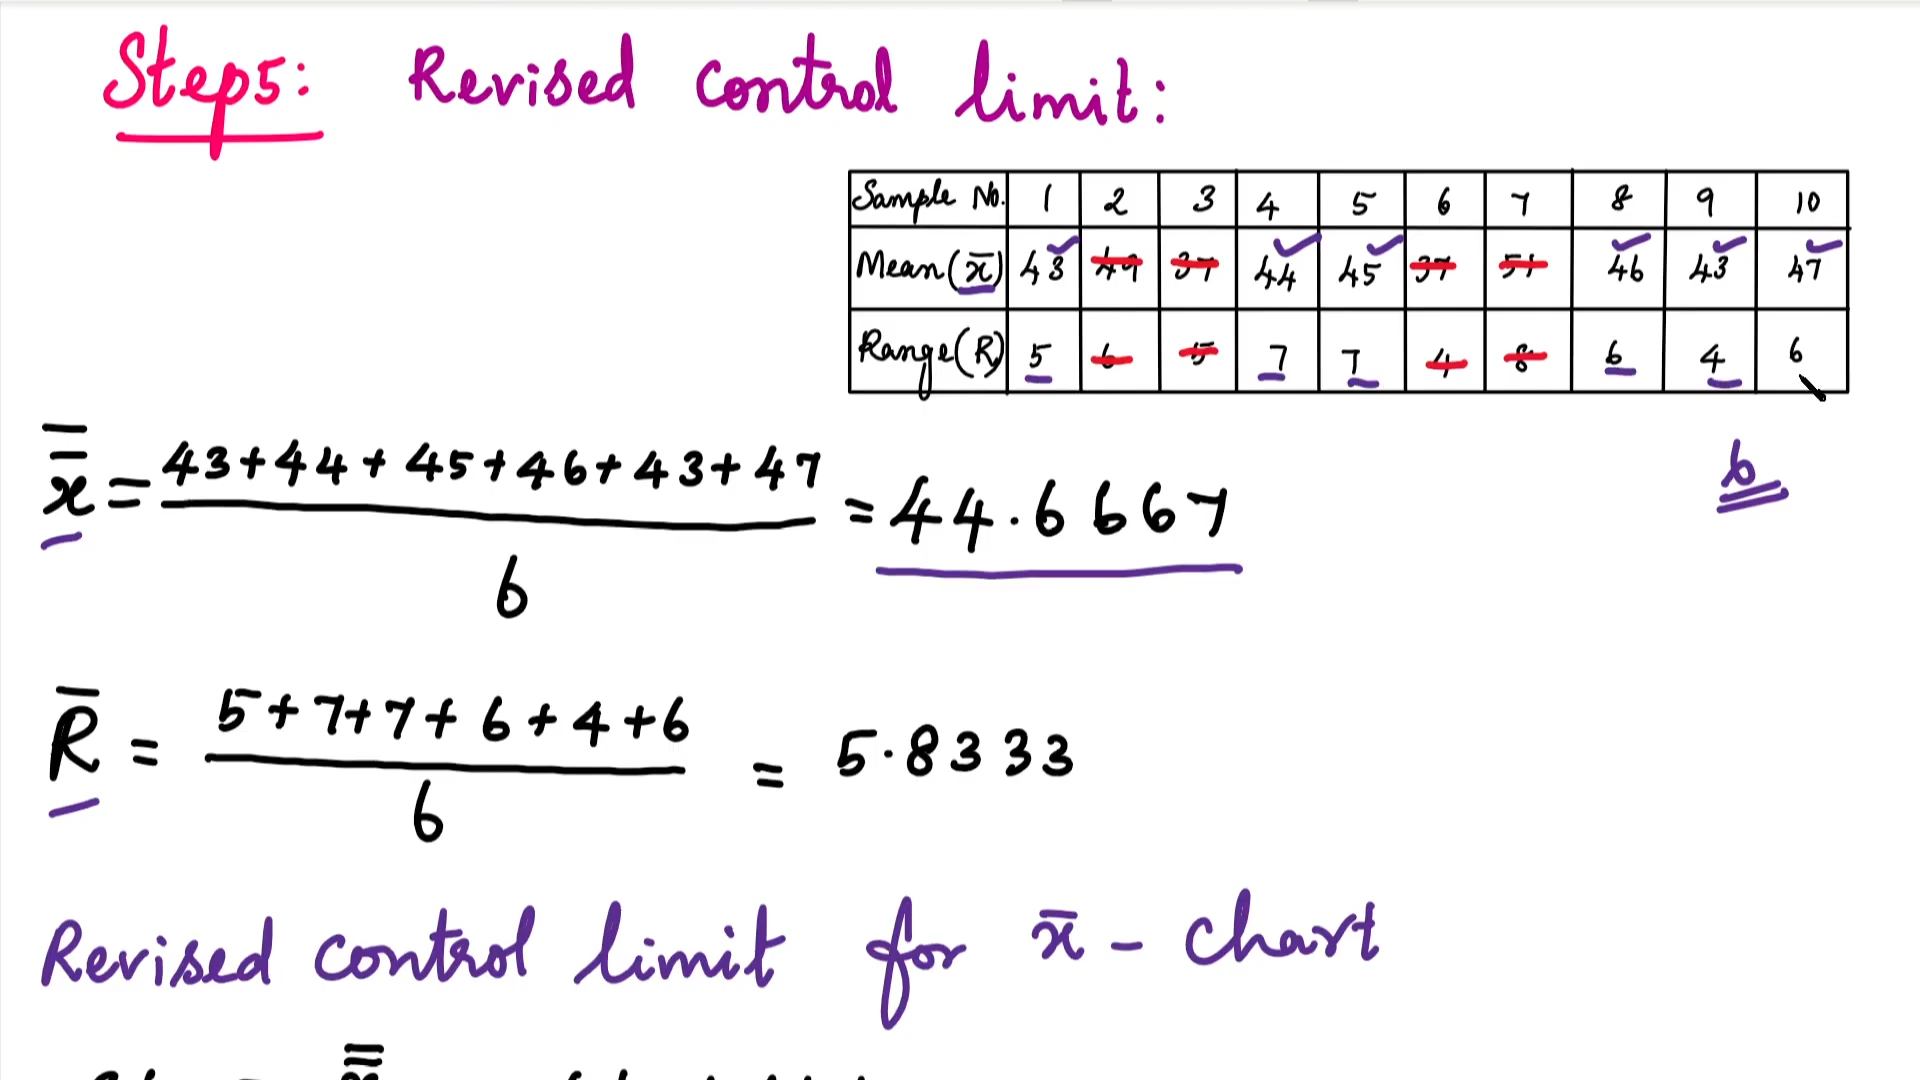 Step5: Revised control limit:
Sample No. 1 2 3 4 5 6 7 8 9 10
Mean(x̄) 43 49 37 44 45 37 51 46 43 47
Range(R) 5 6 5 7 7 4 8 6 4 6
6
x̿ = 43+44+45+46+43+47 / 6 = 44.6667
R̄ = 5+7+7+6+4+6 / 6 = 5.8333
Revised control limit for x̄ - chart